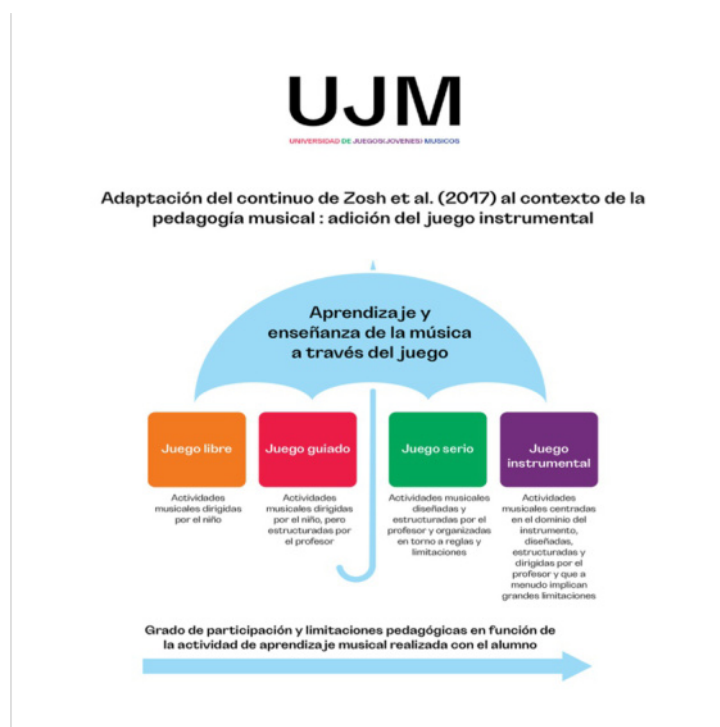 UJM
UNIVERSIDAD DE JUEGOS(JOVENES) MUSICOS
Adaptación del continuo de Zosh et al. (2017) al contexto de la
pedagogía musical : adición del juego instrumental
Aprendizaje y
enseñanza de la música
a través del juego
Juego libre
Actividades
musicales dirigidas
por el niño
Juego guiado
Actividades
musicales dirigidas
por el niño, pero
estructuradas por
el profesor
Juego serio
Actividades musicales
diseñadas y
estructuradas por el
profesor y organizadas
en torno a reglas y
limitaciones
Juego
instrumental
Actividades
musicales centradas
en el dominio del
instrumento,
diseñadas,
estructuradas y
dirigidas por el
profesor y que a
menudo implican
grandes limitaciones
Grado de participación y limitaciones pedagógicas en función de
la actividad de aprendizaje musical realizada con el alumno